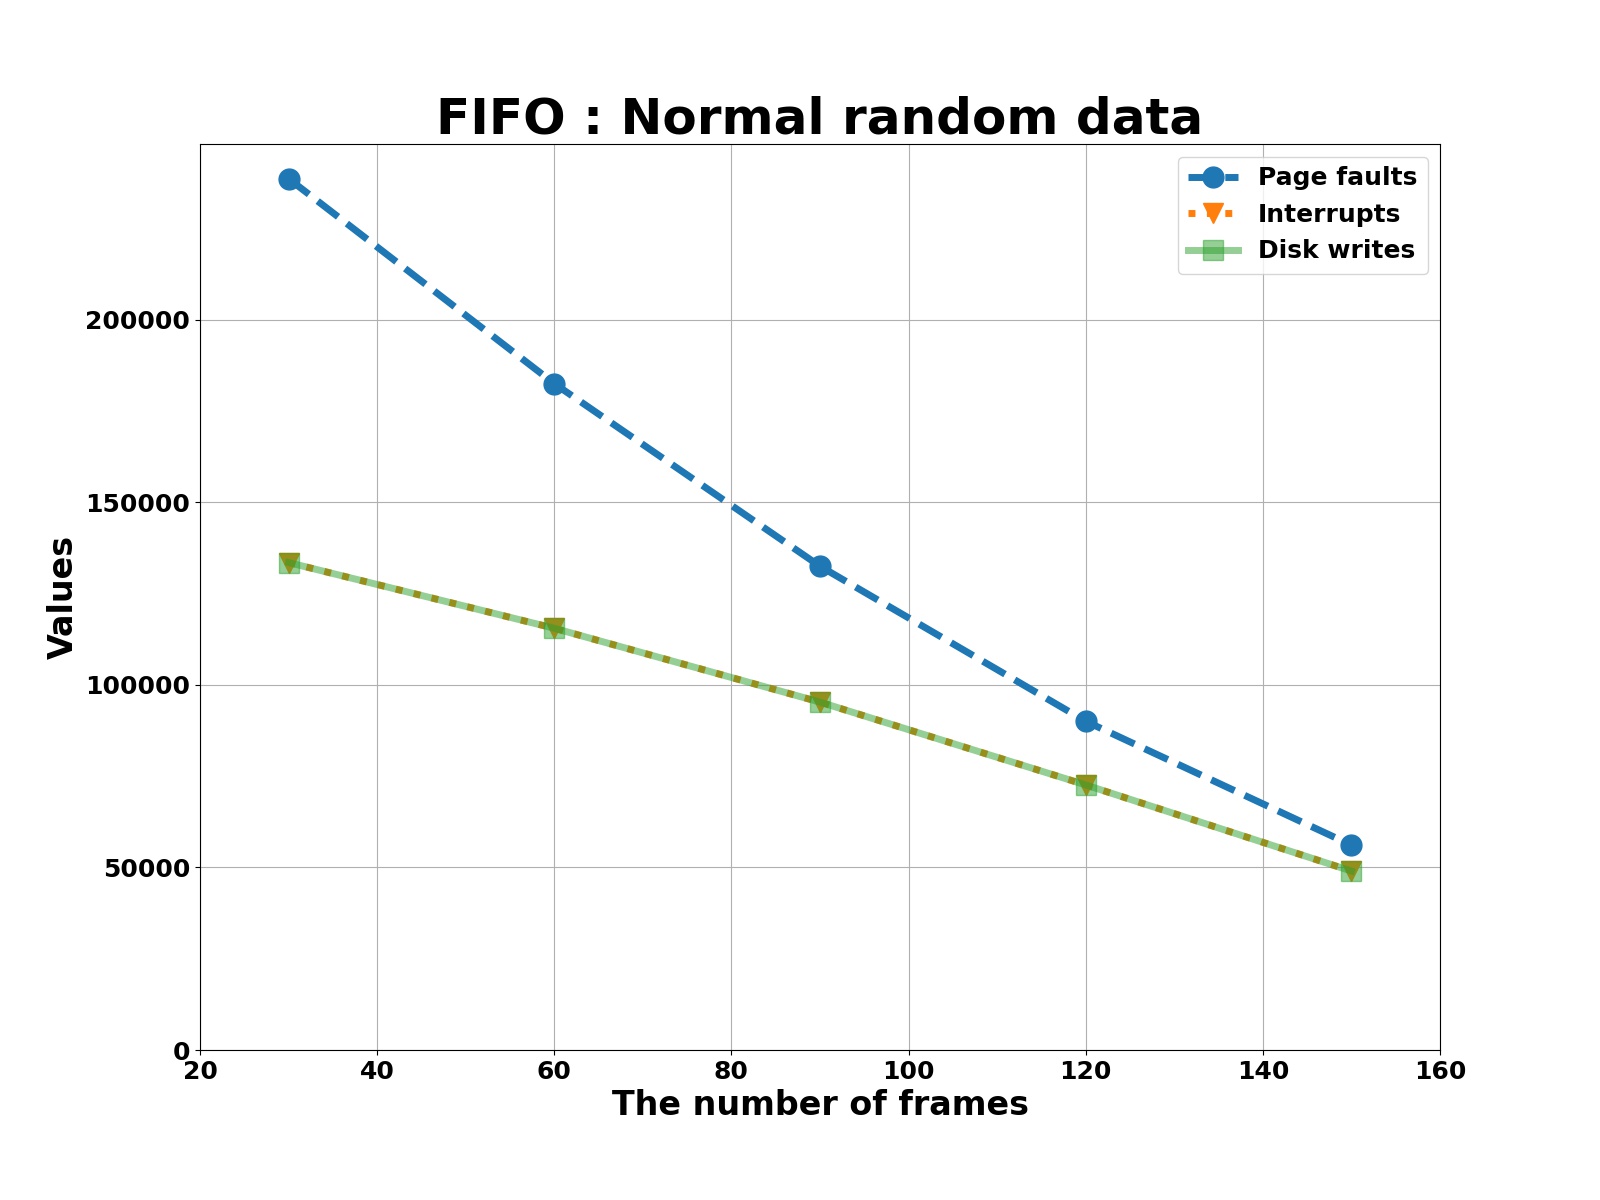 FIFO : Normal random data
Page faults
Interrupts
Disk writes
200000
150000
100000
50000
0
Values
20 40 60 80 100 120 140 160
The number of frames